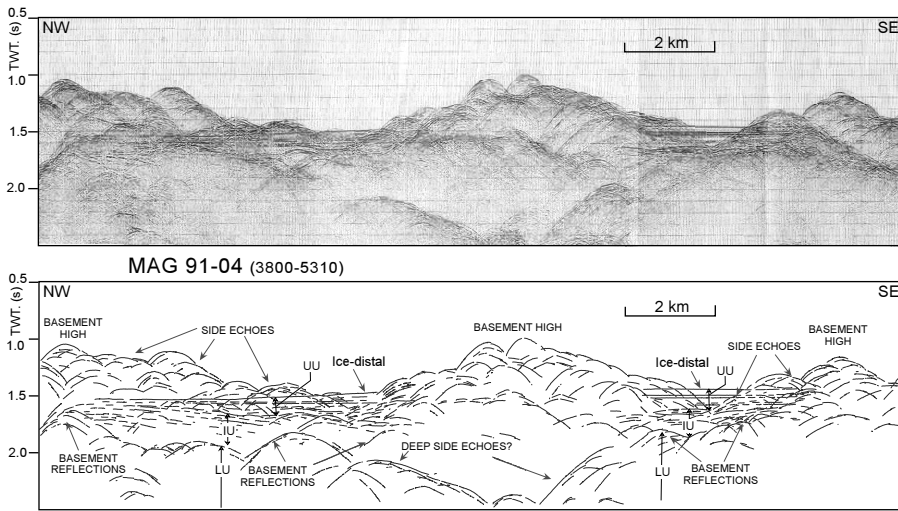 0.5
NW
SE
TWT. (s)
2 km
1.0
1.5
2.0
MAG 91-04 (3800-5310)
0.5
NW
SE
TWT. (s)
2 km
BASEMENT HIGH
SIDE ECHOES
BASEMENT HIGH
BASEMENT
HIGH
1.0
Ice-distal
UU
Ice-distal
UU
SIDE ECHOES
1.5
IU
IU
2.0
BASEMENT
REFLECTIONS
LU
BASEMENT
REFLECTIONS
DEEP SIDE ECHOES?
LU
BASEMENT
REFLECTIONS